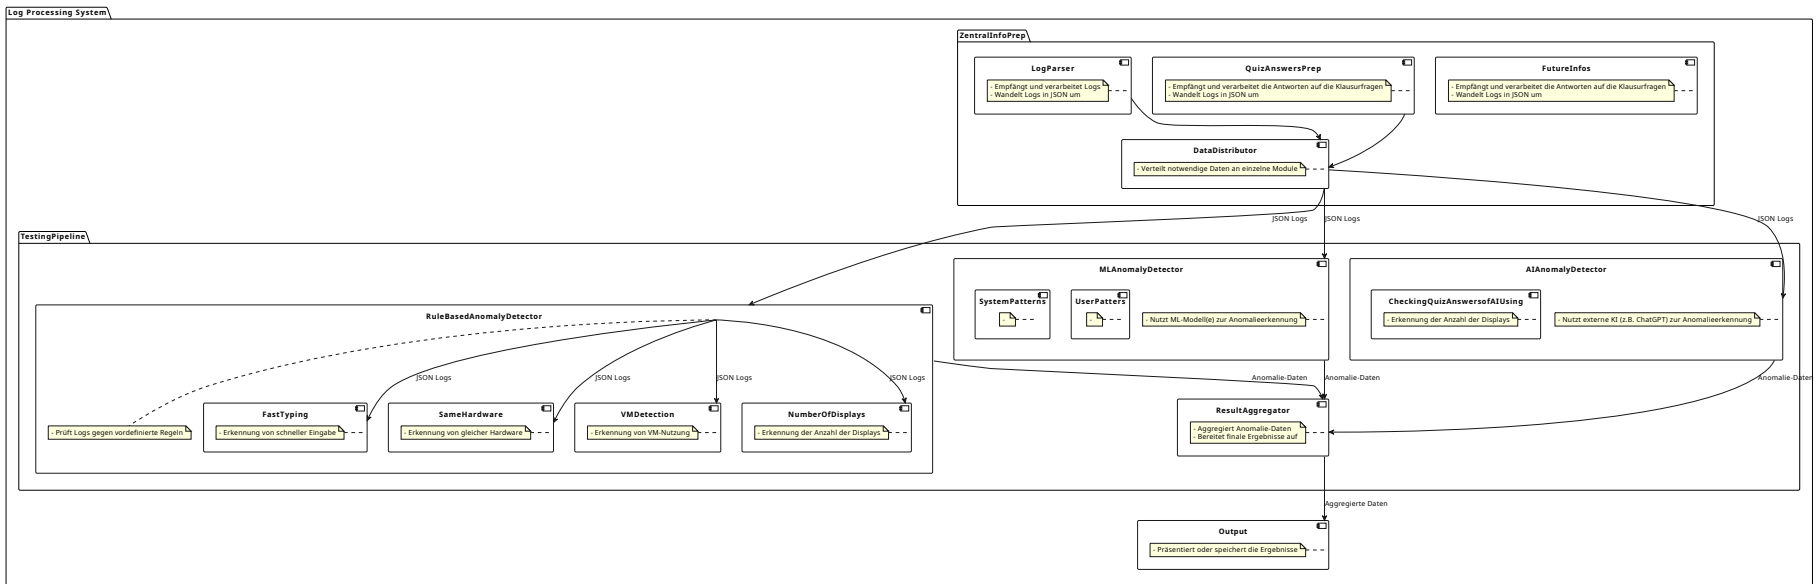 Log Processing System
ZentralInfoPrep
LogParser
- Empfängt und verarbeitet Logs
- Wandelt Logs in JSON um
QuizAnswersPrep
- Empfängt und verarbeitet die Antworten auf die Klausurfragen
- Wandelt Logs in JSON um
FutureInfos
- Empfängt und verarbeitet die Antworten auf die Klausurfragen
- Wandelt Logs in JSON um
DataDistributor
- Verteilt notwendige Daten an einzelne Module
JSON Logs
JSON Logs
JSON Logs
TestingPipeline
RuleBasedAnomalyDetector
JSON Logs
JSON Logs
JSON Logs
JSON Logs
- Prüft Logs gegen vordefinierte Regeln
FastTyping
- Erkennung von schneller Eingabe
SameHardware
- Erkennung von gleicher Hardware
VMDetection
- Erkennung von VM-Nutzung
NumberOfDisplays
- Erkennung der Anzahl der Displays
MLAnomalyDetector
SystemPatterns
-
UserPatters
-
- Nutzt ML-Modell(e) zur Anomalieerkennung
AIAnomalyDetector
CheckingQuizAnswersofAIUsing
- Erkennung der Anzahl der Displays
- Nutzt externe KI (z.B. ChatGPT) zur Anomalieerkennung
Anomalie-Daten
Anomalie-Daten
Anomalie-Daten
ResultAggregator
- Aggregiert Anomalie-Daten
- Bereitet finale Ergebnisse auf
Aggregierte Daten
Output
- Präsentiert oder speichert die Ergebnisse